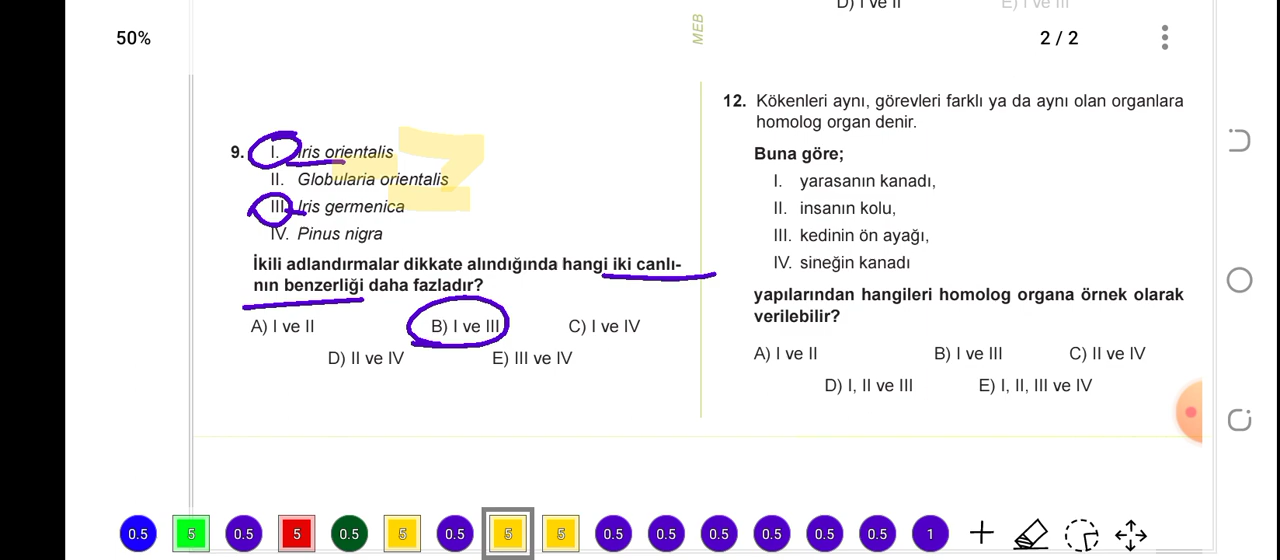 D) I ve II
E) I ve III
50%
MEB
2 / 2
9. I. Iris orientalis
II. Globularia orientalis
III. Iris germenica
IV. Pinus nigra
İkili adlandırmalar dikkate alındığında hangi iki canlı-
nın benzerliği daha fazladır?
A) I ve II
B) I ve III
C) I ve IV
D) II ve IV
E) III ve IV
12. Kökenleri aynı, görevleri farklı ya da aynı olan organlara
homolog organ denir.
Buna göre;
I. yarasanın kanadı,
II. insanın kolu,
III. kedinin ön ayağı,
IV. sineğin kanadı
yapılarından hangileri homolog organa örnek olarak
verilebilir?
A) I ve II
B) I ve III
C) II ve IV
D) I, II ve III
E) I, II, III ve IV
0.5 5 0.5 5 0.5 5 0.5 5 5 0.5 0.5 0.5 0.5 0.5 0.5 1